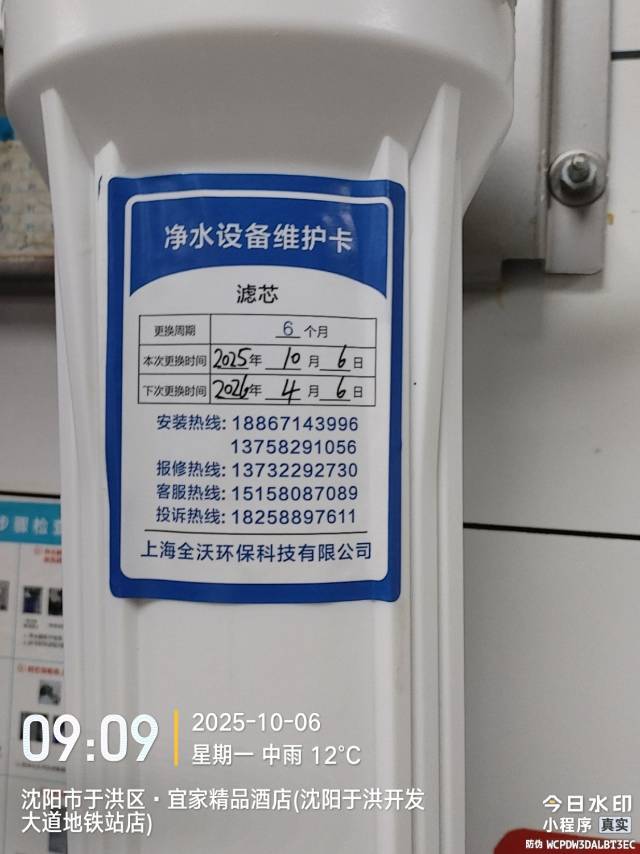 净水设备维护卡
滤芯
更换周期 6 个月
本次更换时间 2025年 10 月 6 日
下次更换时间 2026年 4 月 6 日
安装热线: 18867143996
13758291056
报修热线: 13732292730
客服热线: 15158087089
投诉热线: 18258897611
上海全沃环保科技有限公司
步骤检查
09:09
2025-10-06
星期一 中雨 12°C
沈阳市于洪区·宜家精品酒店(沈阳于洪开发
大道地铁站店)
今日水印
小程序 真实
防伪 WCPDW3DALBT3EC